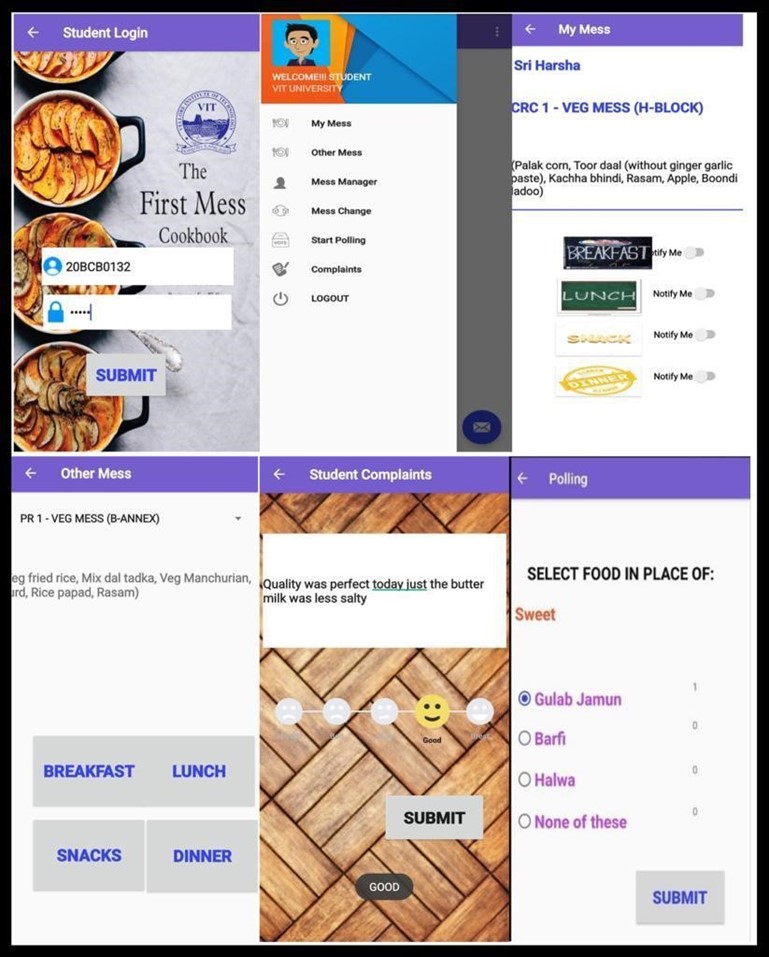 Student Login
VIT
The
First Mess
Cookbook
20BCB0132
•••••
SUBMIT
WELCOME!!! STUDENT
VIT UNIVERSITY
My Mess
Other Mess
Mess Manager
Mess Change
Start Polling
Complaints
LOGOUT
My Mess
Sri Harsha
CRC 1 - VEG MESS (H-BLOCK)
(Palak corn, Toor daal (without ginger garlic
paste), Kachha bhindi, Rasam, Apple, Boondi
ladoo)
BREAKFAST otify Me
LUNCH Notify Me
SNACK Notify Me
DINNER Notify Me
Other Mess
PR 1 - VEG MESS (B-ANNEX)
eg fried rice, Mix dal tadka, Veg Manchurian,
urd, Rice papad, Rasam)
BREAKFAST LUNCH
SNACKS DINNER
Student Complaints
Quality was perfect today just the butter
milk was less salty
Good
SUBMIT
GOOD
Polling
SELECT FOOD IN PLACE OF:
Sweet
Gulab Jamun 1
Barfi 0
Halwa 0
None of these 0
SUBMIT